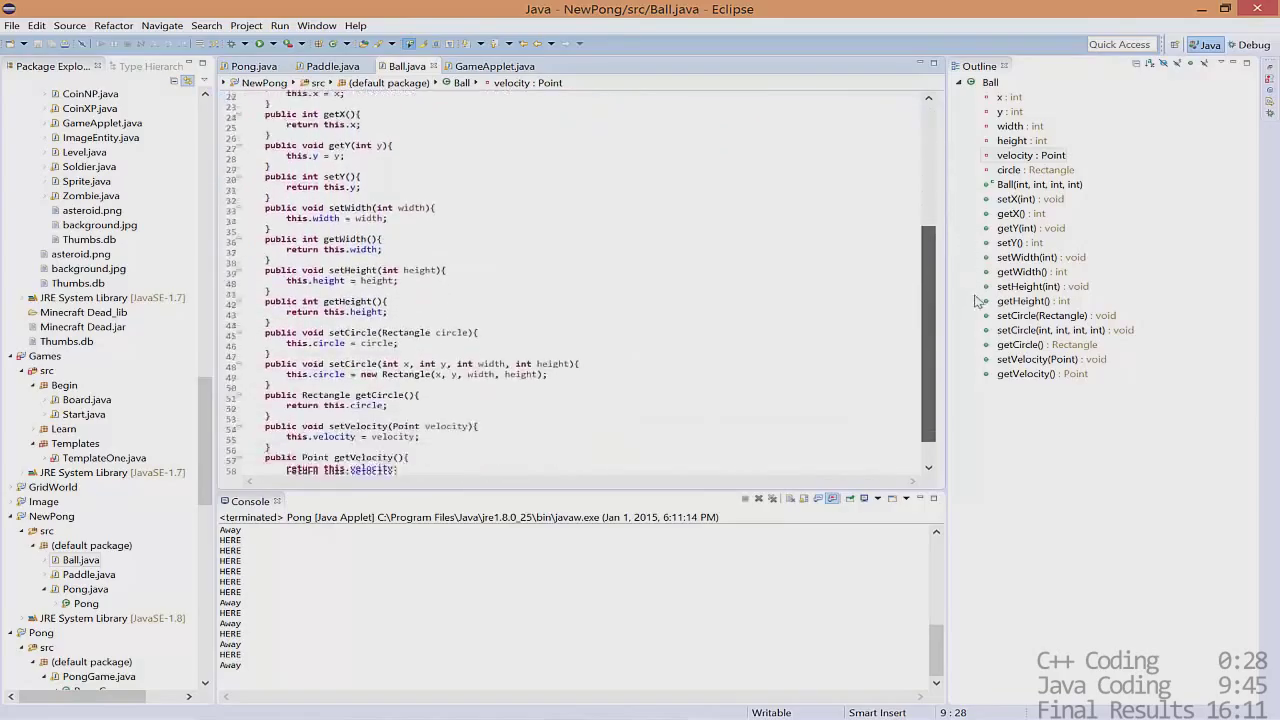 Java - NewPong/src/Ball.java - Eclipse
File Edit Source Refactor Navigate Search Project Run Window Help
Quick Access Java Debug
Package Explo... Type Hierarch
CoinNP.java
CoinXP.java
GameApplet.java
ImageEntity.java
Level.java
Soldier.java
Sprite.java
Zombie.java
asteroid.png
background.jpg
Thumbs.db
asteroid.png
background.jpg
Thumbs.db
JRE System Library [JavaSE-1.7]
Minecraft Dead_lib
Minecraft Dead.jar
Thumbs.db
Games
src
Begin
Board.java
Start.java
Learn
Templates
TemplateOne.java
JRE System Library [JavaSE-1.7]
GridWorld
Image
NewPong
src
(default package)
Ball.java
Paddle.java
Pong.java
Pong
JRE System Library [JavaSE-1.8]
Pong
src
(default package)
PongGame.java
Pong.java Paddle.java Ball.java GameApplet.java
NewPong src (default package) Ball velocity : Point
22 this.x = x;
23 }
24 public int getX(){
25 return this.x;
26 }
27 public void getY(int y){
28 this.y = y;
29 }
30 public int setY(){
31 return this.y;
32 }
33 public void setWidth(int width){
34 this.width = width;
35 }
36 public int getWidth(){
37 return this.width;
38 }
39 public void setHeight(int height){
40 this.height = height;
41 }
42 public int getHeight(){
43 return this.height;
44 }
45 public void setCircle(Rectangle circle){
46 this.circle = circle;
47 }
48 public void setCircle(int x, int y, int width, int height){
49 this.circle = new Rectangle(x, y, width, height);
50 }
51 public Rectangle getCircle(){
52 return this.circle;
53 }
54 public void setVelocity(Point velocity){
55 this.velocity = velocity;
56 }
57 public Point getVelocity(){
58 return this.velocity;
Console
<terminated> Pong [Java Applet] C:\Program Files\Java\jre1.8.0_25\bin\javaw.exe (Jan 1, 2015, 6:11:14 PM)
Away
HERE
HERE
HERE
HERE
HERE
HERE
Away
HERE
Away
HERE
Away
HERE
Away
Outline
Ball
x : int
y : int
width : int
height : int
velocity : Point
circle : Rectangle
Ball(int, int, int, int)
setX(int) : void
getX() : int
getY(int) : void
setY() : int
setWidth(int) : void
getWidth() : int
setHeight(int) : void
getHeight() : int
setCircle(Rectangle) : void
setCircle(int, int, int, int) : void
getCircle() : Rectangle
setVelocity(Point) : void
getVelocity() : Point
C++ Coding 0:28
Java Coding 9:45
Final Results 16:11
Writable Smart Insert 9 : 28